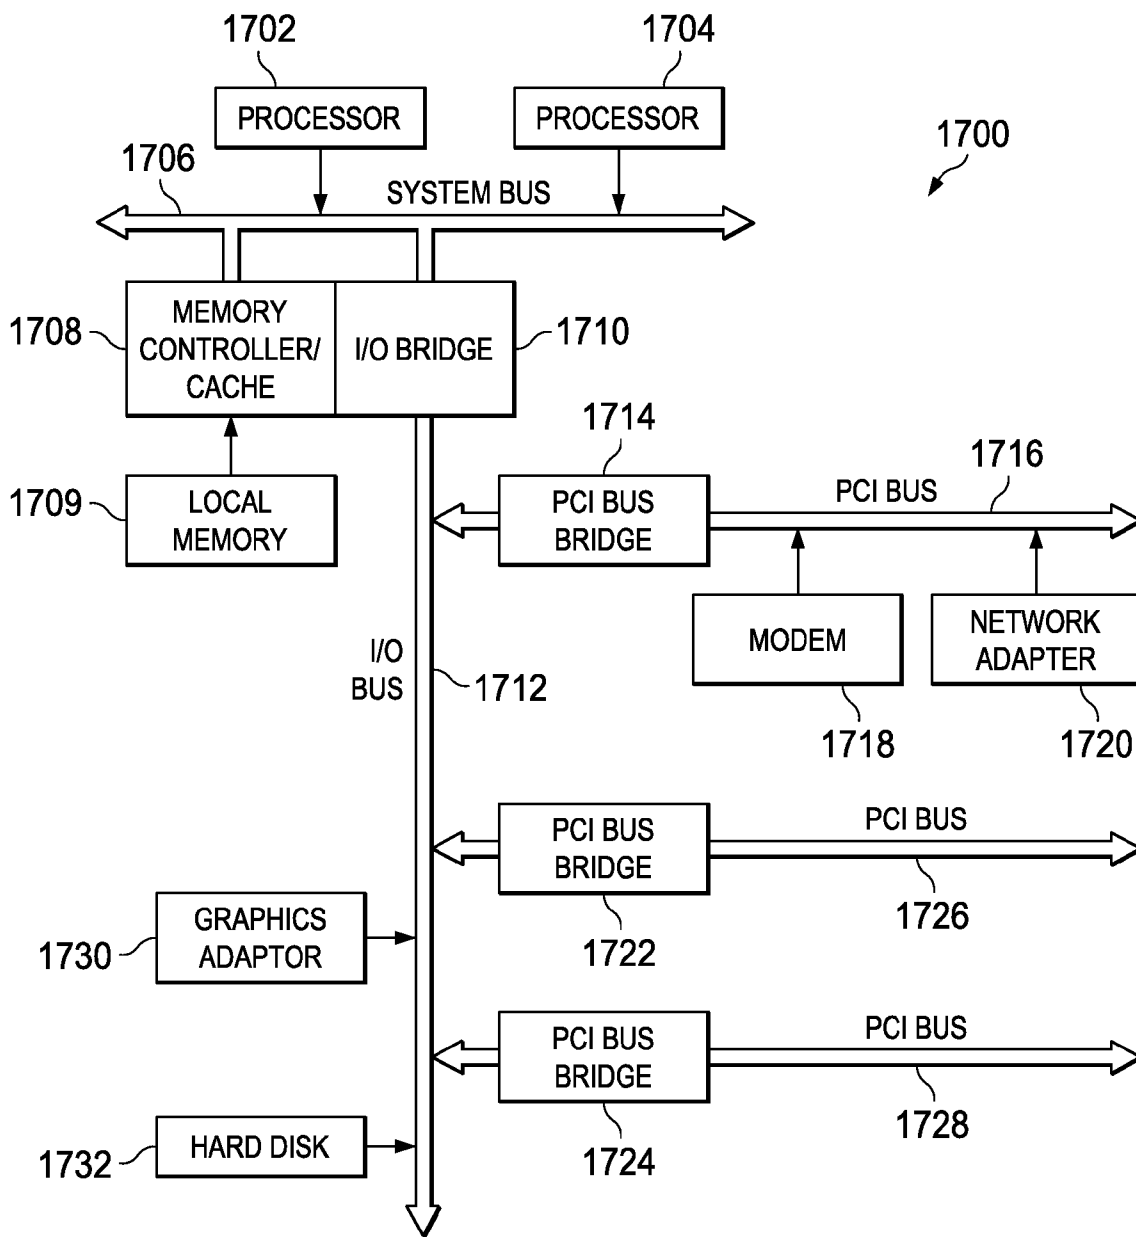 1702
1704
PROCESSOR
PROCESSOR
1700
1706
SYSTEM BUS
1708
MEMORY
CONTROLLER/
CACHE
I/O BRIDGE
1710
1714
1716
1709
LOCAL
MEMORY
PCI BUS
BRIDGE
PCI BUS
MODEM
NETWORK
ADAPTER
I/O
BUS
1712
1718
1720
PCI BUS
BRIDGE
PCI BUS
1730
GRAPHICS
ADAPTOR
1722
1726
PCI BUS
BRIDGE
PCI BUS
1732
HARD DISK
1724
1728